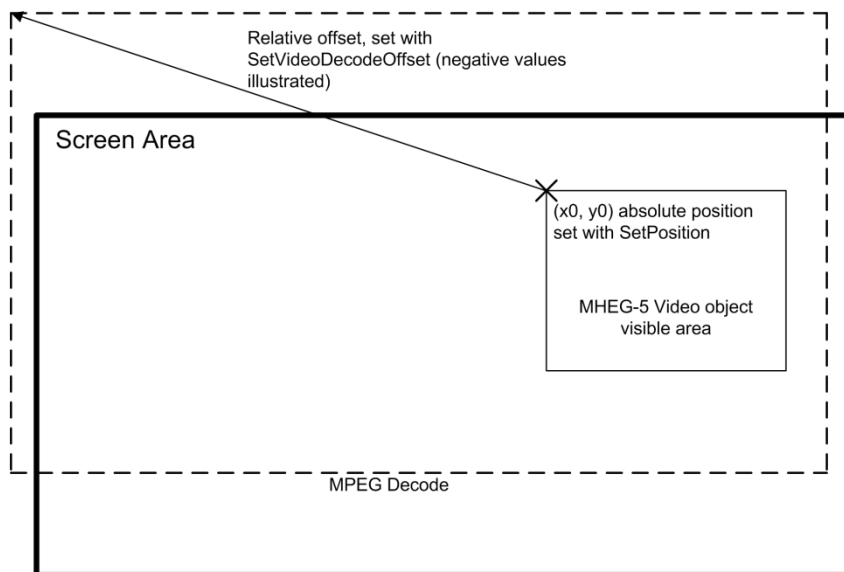 Relative offset, set with
SetVideoDecodeOffset (negative values
illustrated)
Screen Area
(x0, y0) absolute position
set with SetPosition
MHEG-5 Video object
visible area
MPEG Decode